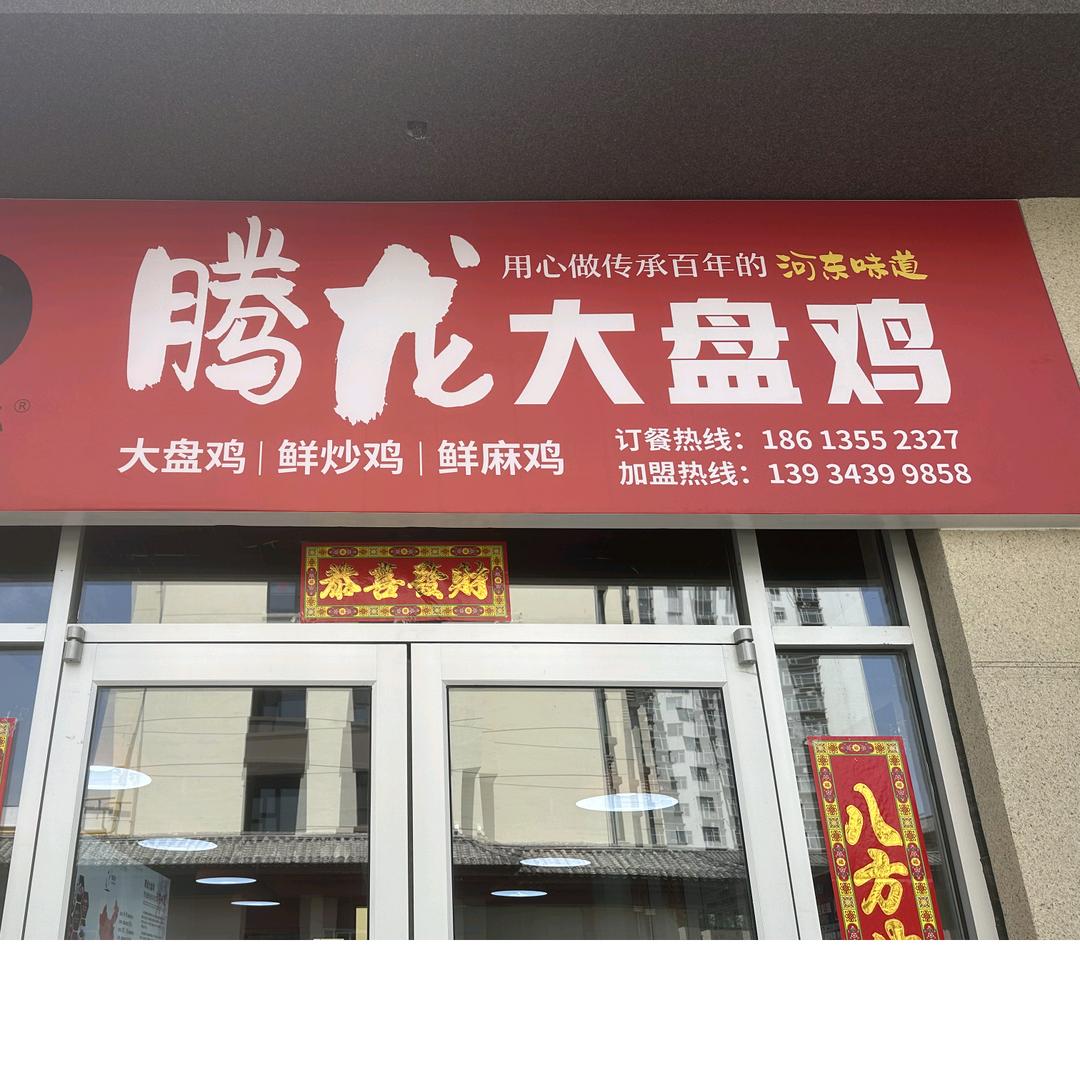 用心做传承百年的 河东味道
腾龙大盘鸡
大盘鸡 | 鲜炒鸡 | 鲜麻鸡
订餐热线：186 1355 2327
加盟热线：139 3439 9858
®
恭喜發財
八方